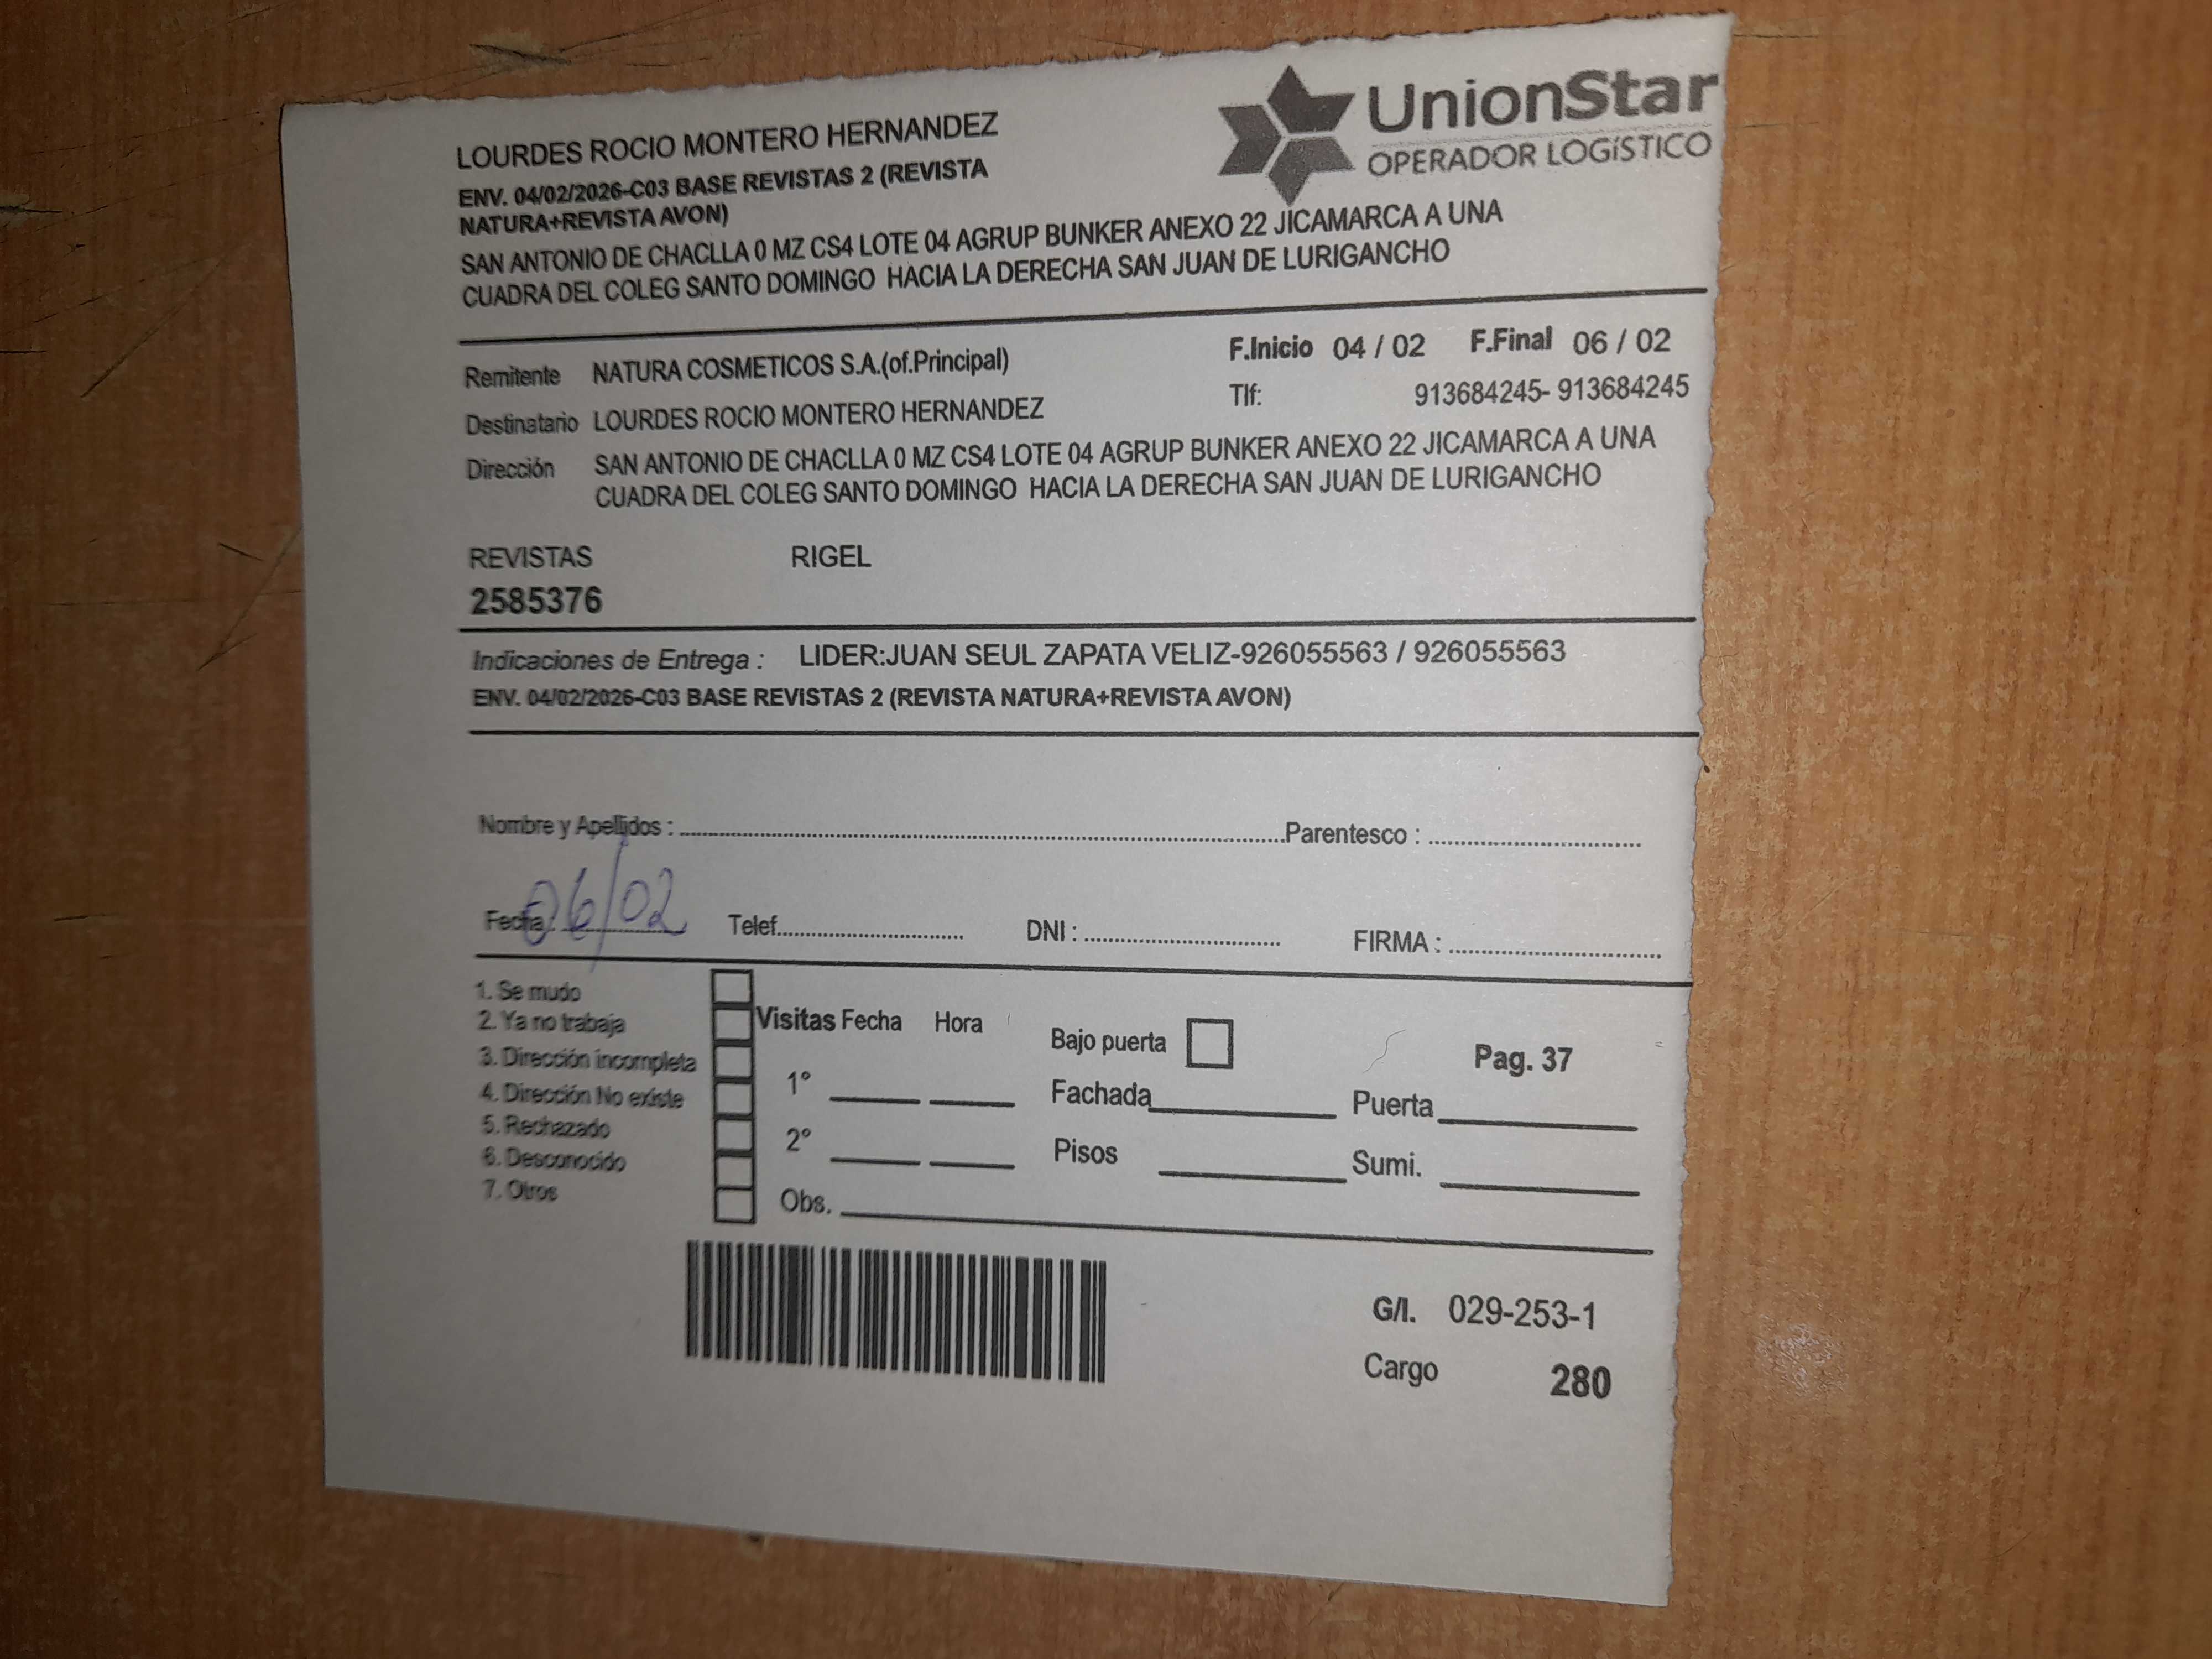 UnionStar
OPERADOR LOGíSTICO
LOURDES ROCIO MONTERO HERNANDEZ
ENV. 04/02/2026-C03 BASE REVISTAS 2 (REVISTA
NATURA+REVISTA AVON)
SAN ANTONIO DE CHACLLA 0 MZ CS4 LOTE 04 AGRUP BUNKER ANEXO 22 JICAMARCA A UNA
CUADRA DEL COLEG SANTO DOMINGO HACIA LA DERECHA SAN JUAN DE LURIGANCHO
Remitente NATURA COSMETICOS S.A.(of.Principal) F.Inicio 04 / 02 F.Final 06 / 02
Destinatario LOURDES ROCIO MONTERO HERNANDEZ Tlf: 913684245- 913684245
Dirección SAN ANTONIO DE CHACLLA 0 MZ CS4 LOTE 04 AGRUP BUNKER ANEXO 22 JICAMARCA A UNA
CUADRA DEL COLEG SANTO DOMINGO HACIA LA DERECHA SAN JUAN DE LURIGANCHO
REVISTAS RIGEL
2585376
Indicaciones de Entrega : LIDER:JUAN SEUL ZAPATA VELIZ-926055563 / 926055563
ENV. 04/02/2026-C03 BASE REVISTAS 2 (REVISTA NATURA+REVISTA AVON)
Nombre y Apellidos : Parentesco :
Fecha 06/02 Telef. DNI : FIRMA :
1. Se mudo
2. Ya no trabaja
3. Dirección incompleta
4. Dirección No existe
5. Rechazado
6. Desconocido
7. Otros
Visitas Fecha Hora
1°
2°
Obs.
Bajo puerta
Fachada Puerta
Pisos Sumi.
Pag. 37
G/I. 029-253-1
Cargo 280